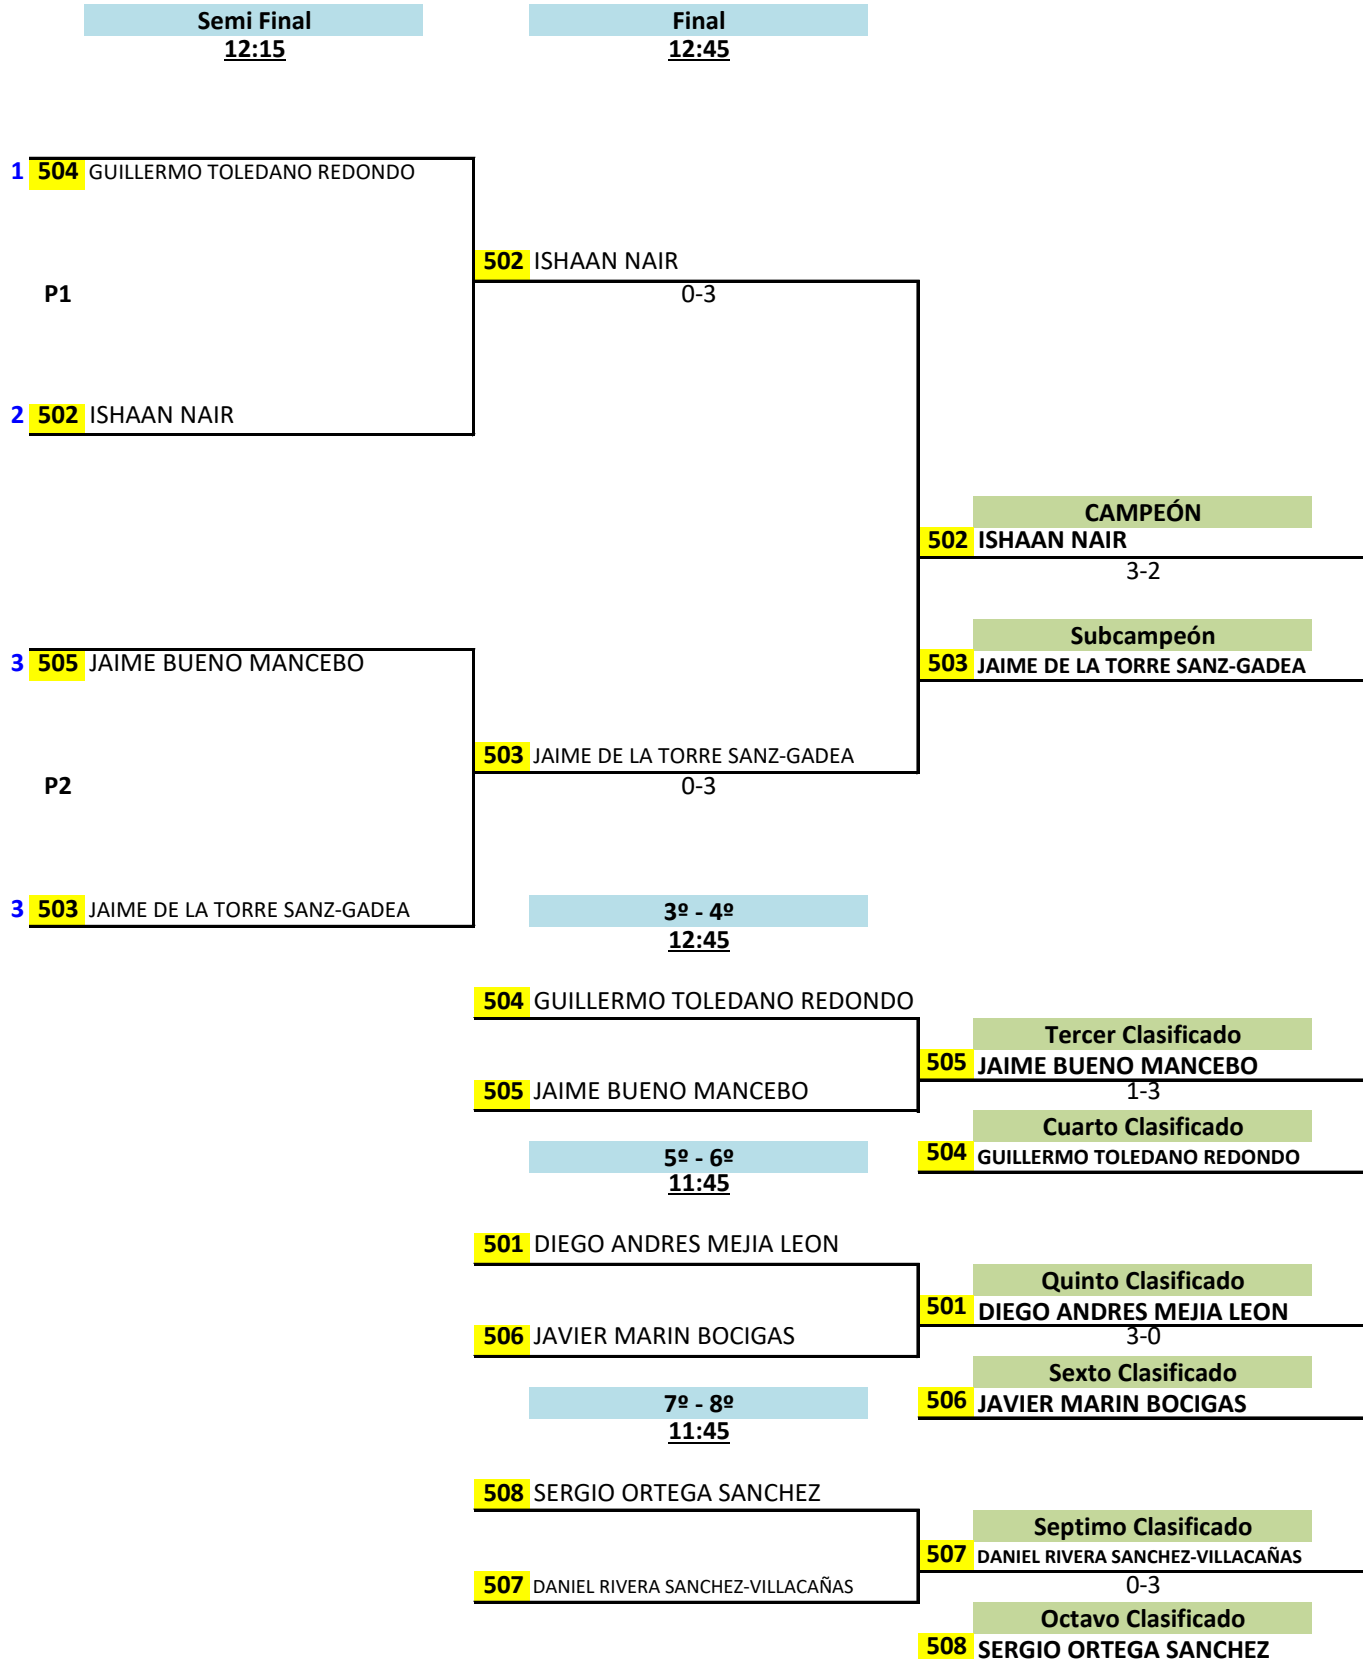 Semi Final Final
12:15 12:45
1 504 GUILLERMO TOLEDANO REDONDO
502 ISHAAN NAIR
P1 0-3
2 502 ISHAAN NAIR
CAMPEÓN
502 ISHAAN NAIR
3-2
Subcampeón
3 505 JAIME BUENO MANCEBO 503 JAIME DE LA TORRE SANZ-GADEA
503 JAIME DE LA TORRE SANZ-GADEA
P2 0-3
3 503 JAIME DE LA TORRE SANZ-GADEA 3º - 4º
12:45
504 GUILLERMO TOLEDANO REDONDO
Tercer Clasificado
505 JAIME BUENO MANCEBO
505 JAIME BUENO MANCEBO 1-3
Cuarto Clasificado
5º - 6º 504 GUILLERMO TOLEDANO REDONDO
11:45
501 DIEGO ANDRES MEJIA LEON
Quinto Clasificado
501 DIEGO ANDRES MEJIA LEON
506 JAVIER MARIN BOCIGAS 3-0
Sexto Clasificado
7º - 8º 506 JAVIER MARIN BOCIGAS
11:45
508 SERGIO ORTEGA SANCHEZ
Septimo Clasificado
507 DANIEL RIVERA SANCHEZ-VILLACAÑAS
507 DANIEL RIVERA SANCHEZ-VILLACAÑAS 0-3
Octavo Clasificado
508 SERGIO ORTEGA SANCHEZ